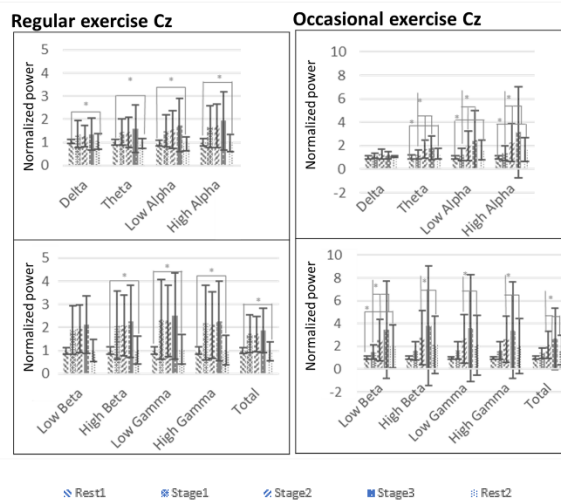 Regular exercise Cz
Occasional exercise Cz
Normalized power
5
4
3
2
1
0
*
*
*
*
Delta
Theta
Low Alpha
High Alpha
Normalized power
10
8
6
4
2
0
-2
*
*
*
*
*
*
Delta
Theta
Low Alpha
High Alpha
Normalized power
5
4
3
2
1
0
*
*
*
*
Low Beta
High Beta
Low Gamma
High Gamma
Total
Normalized power
10
8
6
4
2
0
-2
*
*
*
*
*
*
Low Beta
High Beta
Low Gamma
High Gamma
Total
Rest1
Stage1
Stage2
Stage3
Rest2